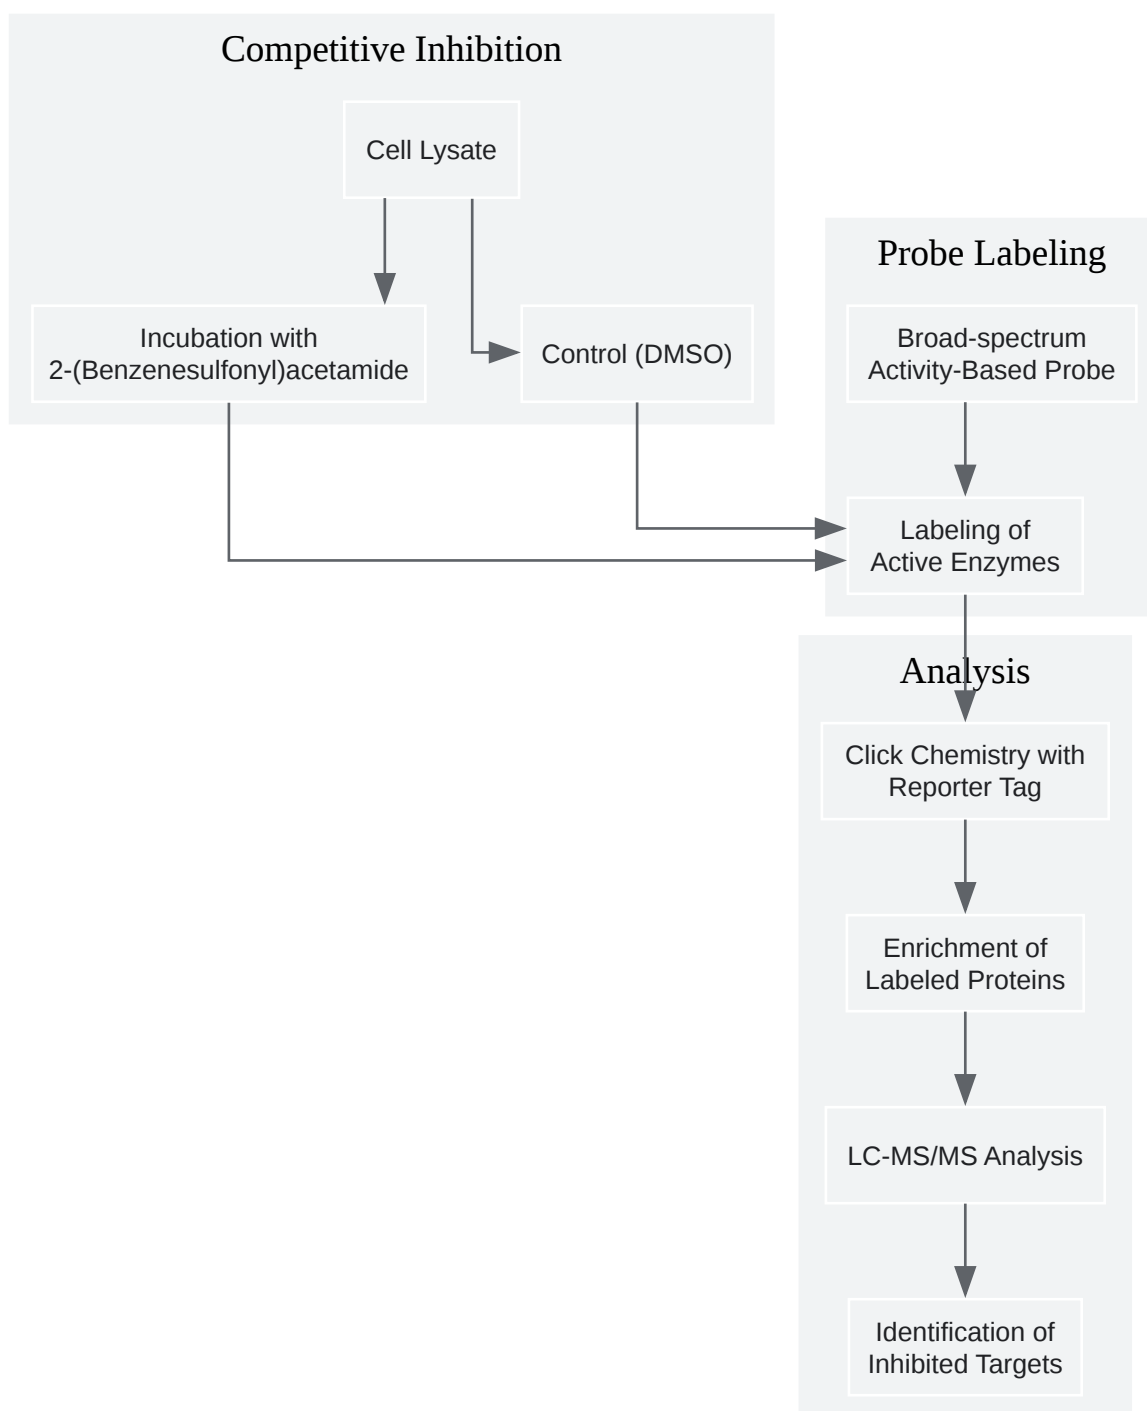 Competitive Inhibition
Cell Lysate
Incubation with
2-(Benzenesulfonyl)acetamide
Control (DMSO)
Probe Labeling
Broad-spectrum
Activity-Based Probe
Labeling of
Active Enzymes
Analysis
Click Chemistry with
Reporter Tag
Enrichment of
Labeled Proteins
LC-MS/MS Analysis
Identification of
Inhibited Targets